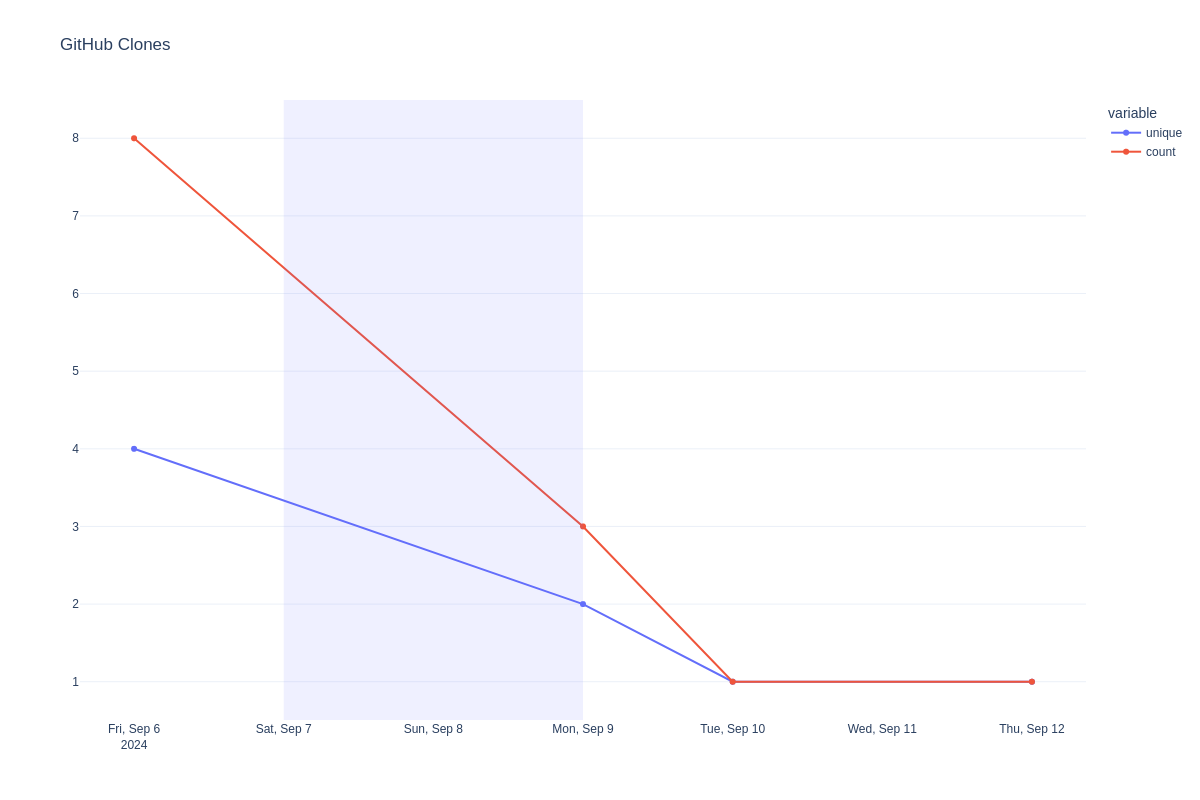 GitHub Clones
variable
unique
count
8
7
6
5
4
3
2
1
Fri, Sep 6
2024
Sat, Sep 7
Sun, Sep 8
Mon, Sep 9
Tue, Sep 10
Wed, Sep 11
Thu, Sep 12